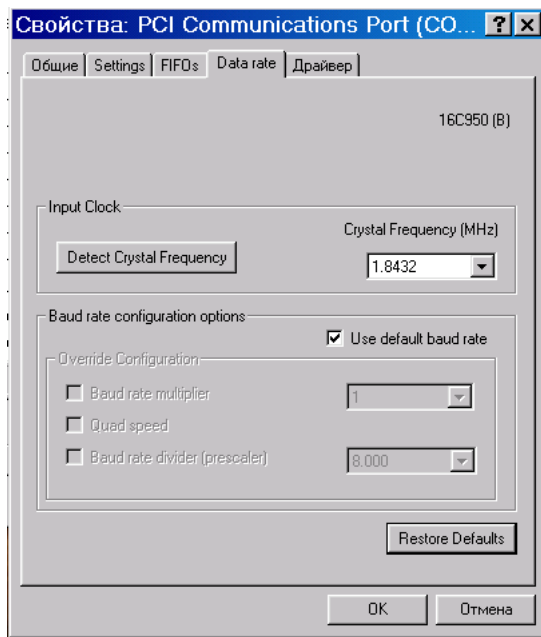 Свойства: PCI Communications Port (CO...
Общие Settings FIFOs Data rate Драйвер
16C950 (B)
Input Clock
Crystal Frequency (MHz)
Detect Crystal Frequency
1.8432
Baud rate configuration options
Use default baud rate
Override Configuration
Baud rate multiplier 1
Quad speed
Baud rate divider (prescaler) 8.000
Restore Defaults
OK Отмена